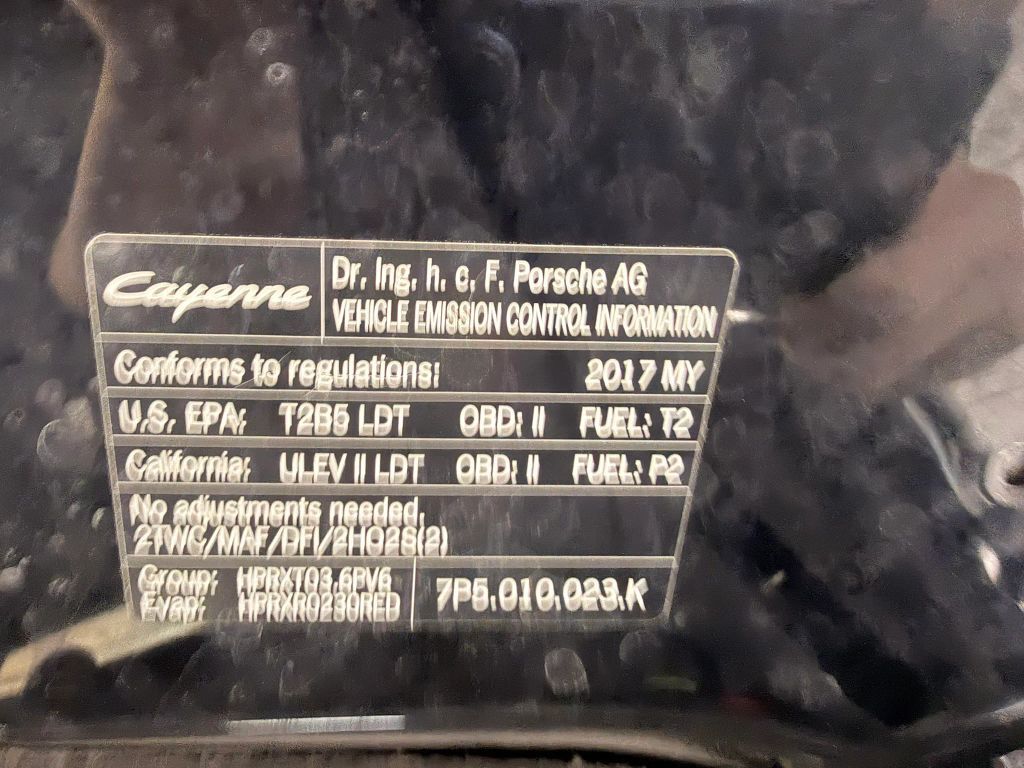 Cayenne
Dr. Ing. h. c. F. Porsche AG
VEHICLE EMISSION CONTROL INFORMATION
Conforms to regulations: 2017 MY
U.S. EPA: T2B5 LDT OBD: II FUEL: T2
California: ULEV II LDT OBD: II FUEL: P2
No adjustments needed.
2TWC/MAF/DFI/2HO2S(2)
Group: HPRXT03.6PV6
Evap: HPRXR0230RED
7P5.010.023.K